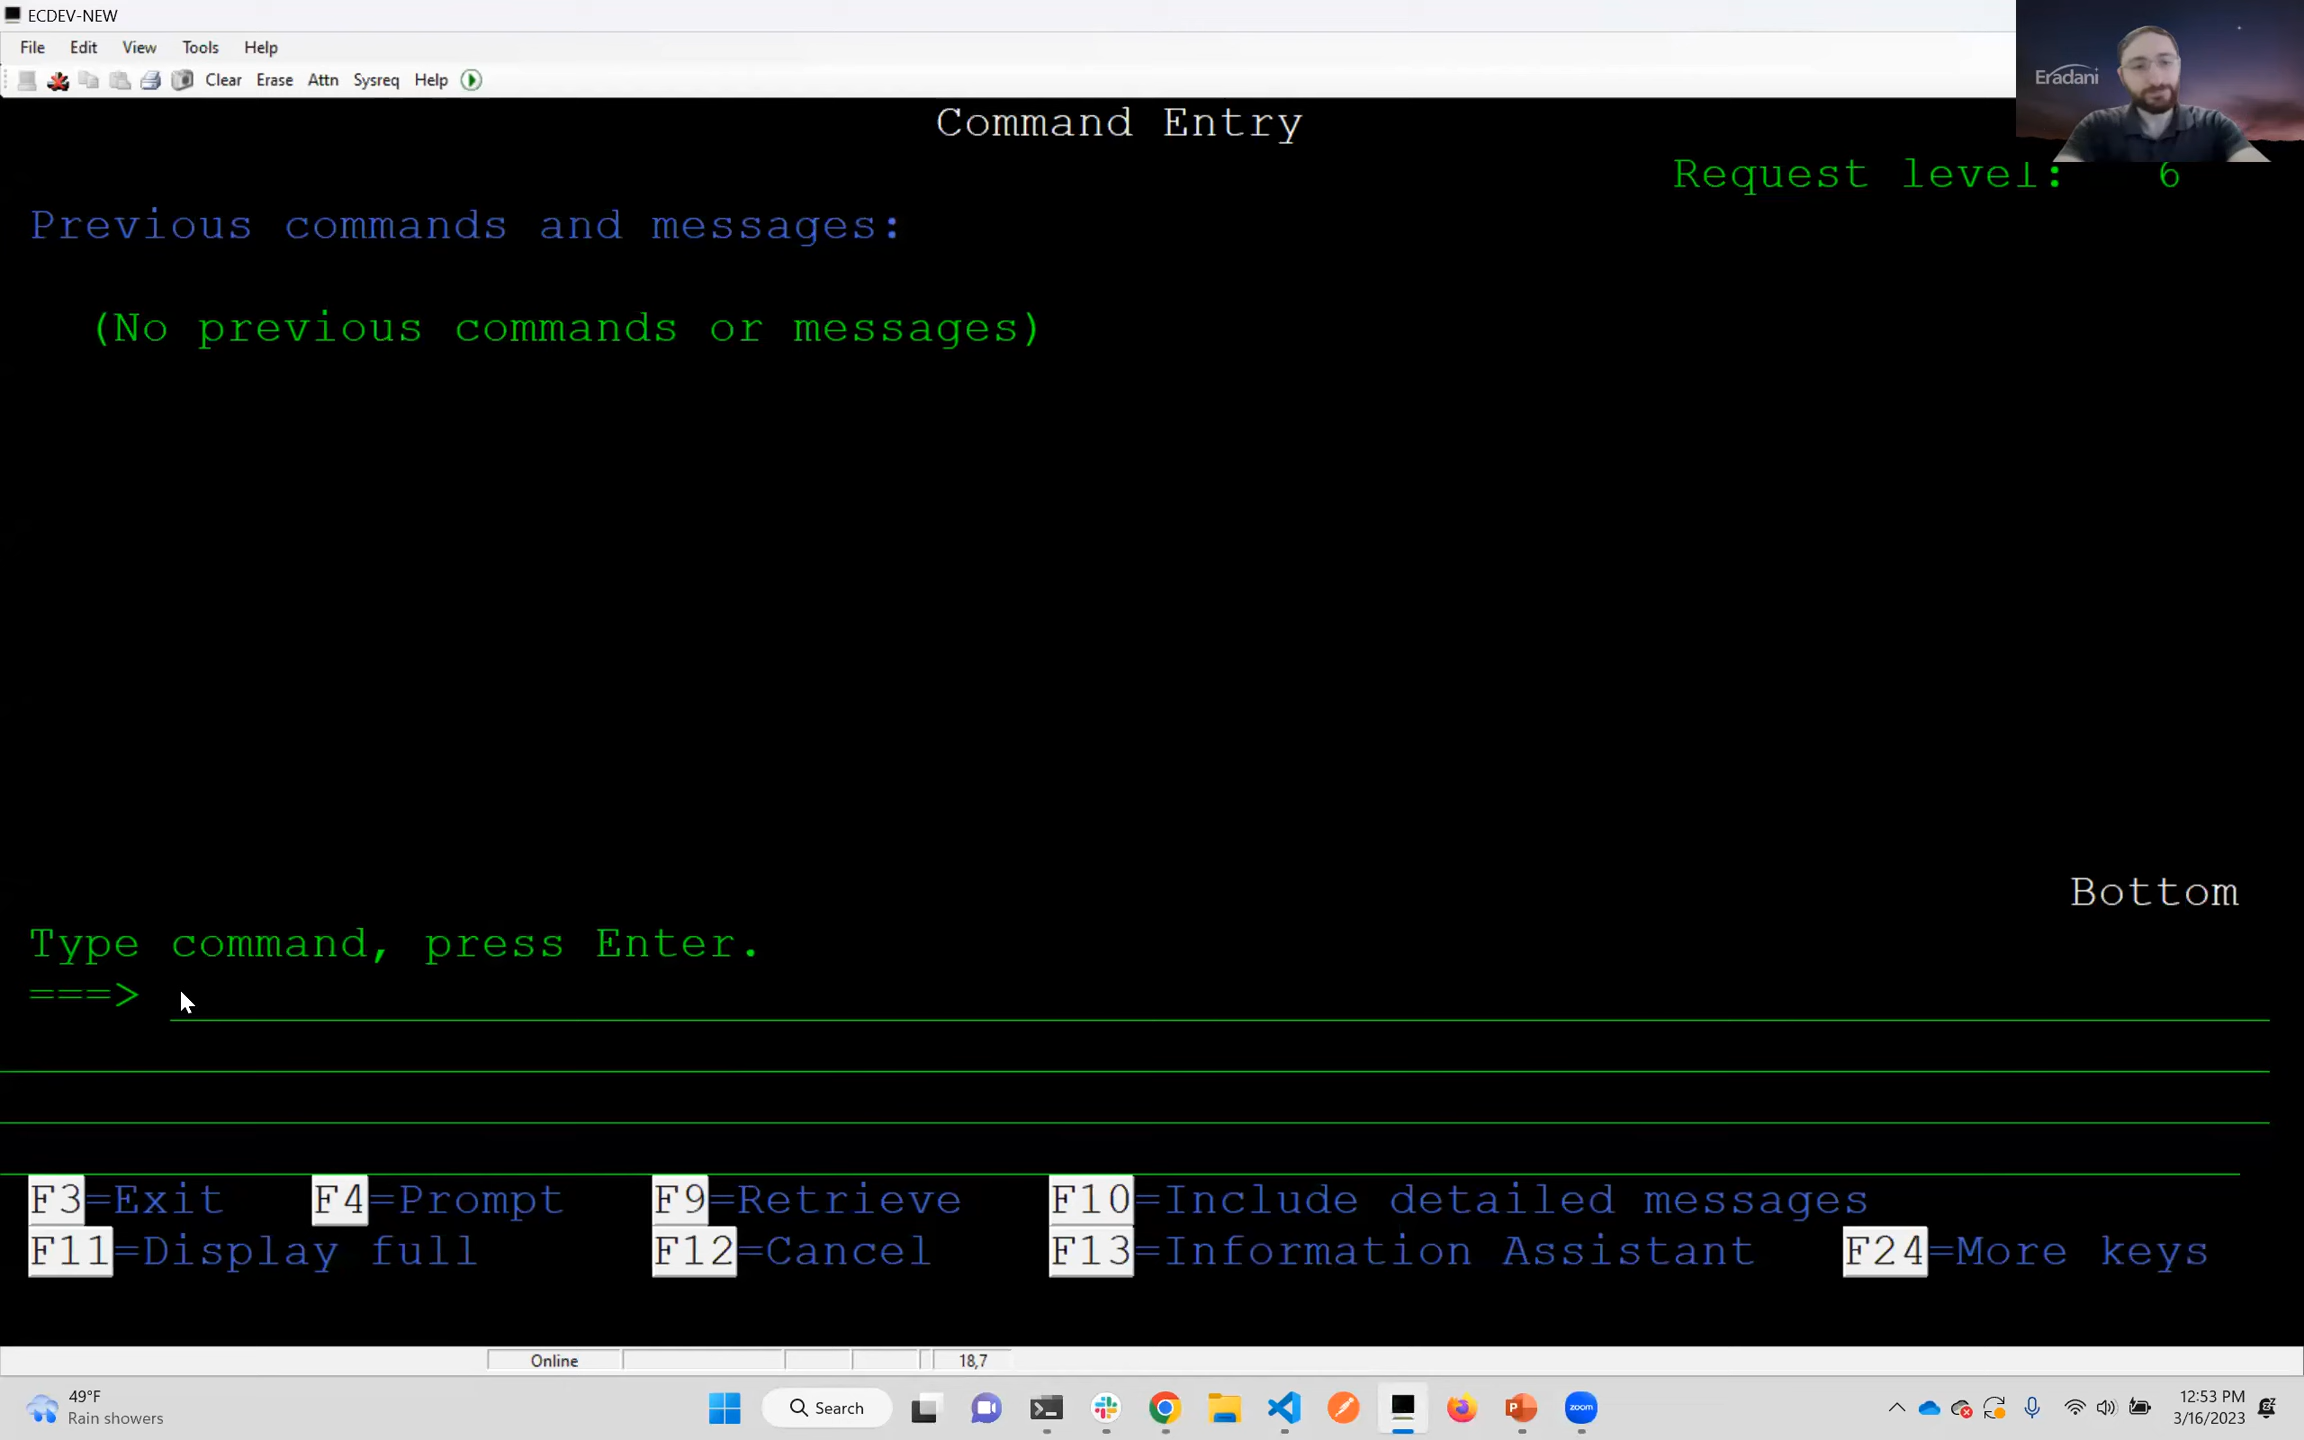 ECDEV-NEW
File Edit View Tools Help
Clear Erase Attn Sysreq Help
Eradani
Command Entry
Request level: 6
Previous commands and messages:
(No previous commands or messages)
Bottom
Type command, press Enter.
===>
F3=Exit F4=Prompt F9=Retrieve F10=Include detailed messages
F11=Display full F12=Cancel F13=Information Assistant F24=More keys
Online 18,7
49°F
Rain showers
Search
zoom
12:53 PM
3/16/2023